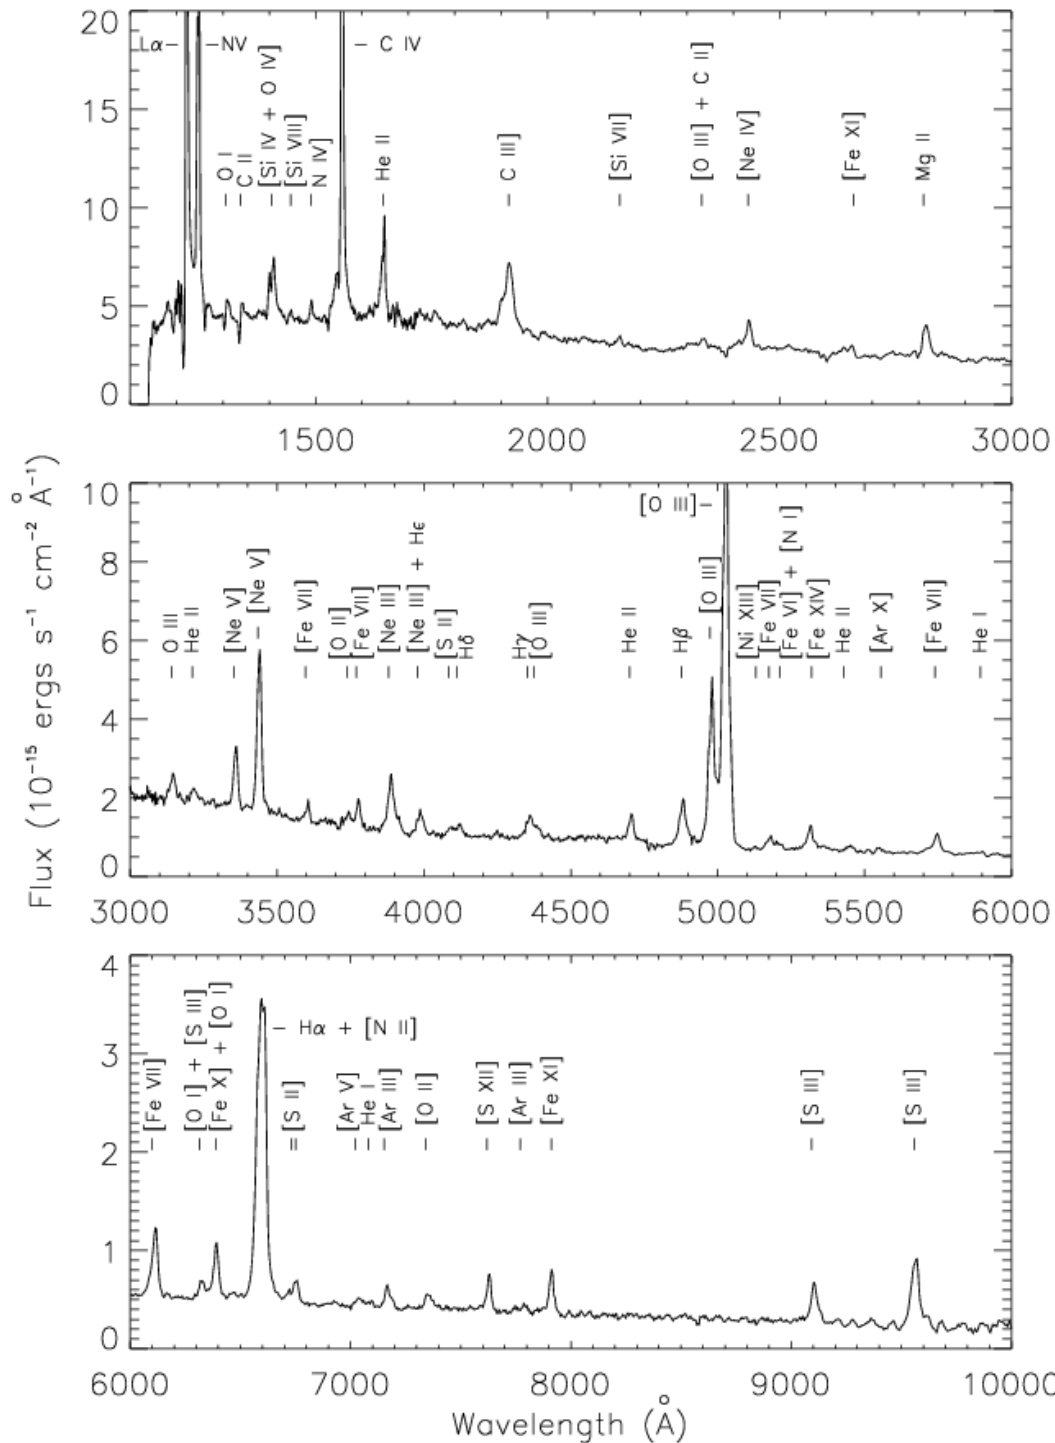 20
15
10
5
0
Lα-
-NV
O I
C II
[Si IV + O IV]
[Si VIII]
N IV]
- C IV
He II
C III]
[Si VII]
[O III] + C II]
[Ne IV]
[Fe XI]
Mg II
1500 2000 2500 3000
10
8
6
4
2
0
O III
He II
[Ne V]
[Ne V]
[Fe VII]
[O II]
[Fe VII]
[Ne III]
[Ne III] + Hε
[S II]
Hδ
Hγ
[O III]
He II
Hβ
[O III]
[O III]-
[Ni XIII]
[Fe VII]
[Fe VI] + [N I]
[Fe XIV]
He II
[Ar X]
[Fe VII]
He I
3000 3500 4000 4500 5000 5500 6000
4
3
2
1
0
[Fe VII]
[O I] + [S III]
[Fe X] + [O I]
- Hα + [N II]
[S II]
[Ar V]
He I
[Ar III]
[O II]
[S XII]
[Ar III]
[Fe XI]
[S III]
[S III]
6000 7000 8000 9000 10000
Wavelength (Å)
Flux (10⁻¹⁵ ergs s⁻¹ cm⁻² Å⁻¹)